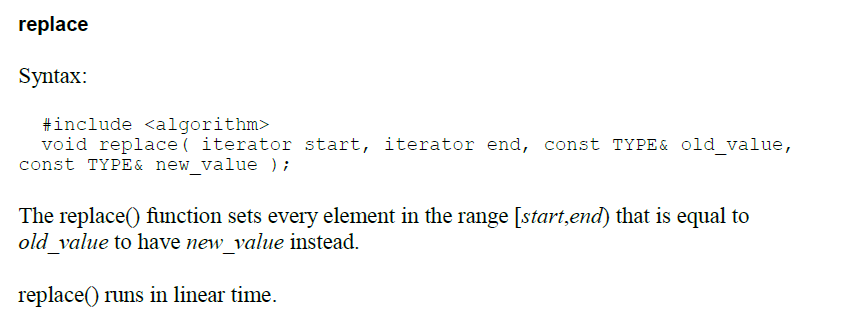 replace
Syntax:
#include <algorithm>
void replace( iterator start, iterator end, const TYPE& old_value,
const TYPE& new_value );
The replace() function sets every element in the range [start,end) that is equal to
old_value to have new_value instead.
replace() runs in linear time.